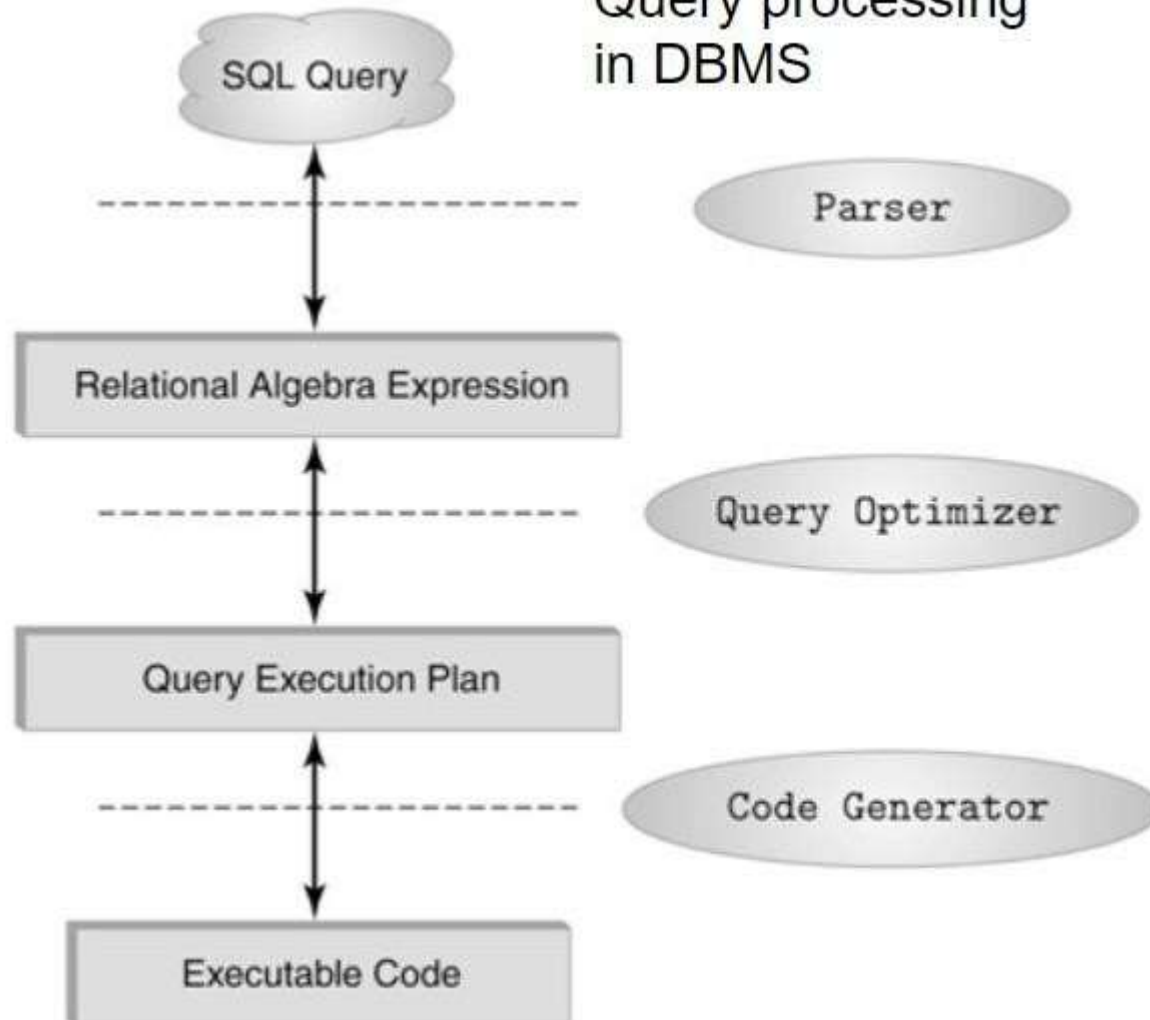 Query processing
in DBMS
SQL Query
Parser
Relational Algebra Expression
Query Optimizer
Query Execution Plan
Code Generator
Executable Code